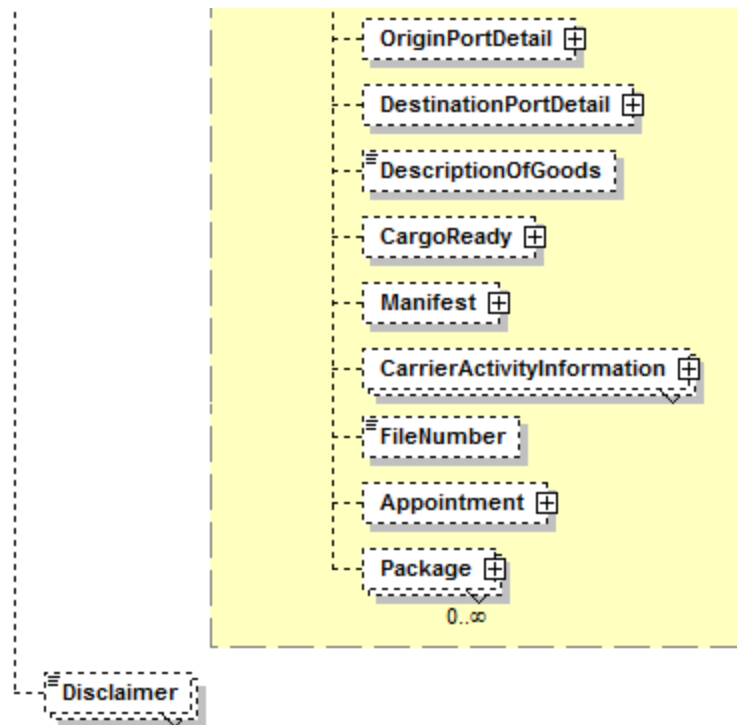 OriginPortDetail
DestinationPortDetail
DescriptionOfGoods
CargoReady
Manifest
CarrierActivityInformation
FileNumber
Appointment
Package
0..∞
Disclaimer